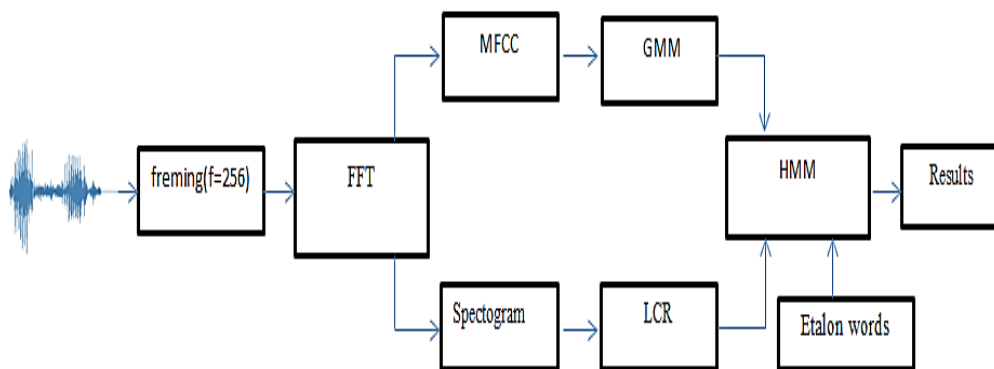 freming(f=256)
FFT
MFCC
GMM
Spectogram
LCR
HMM
Etalon words
Results